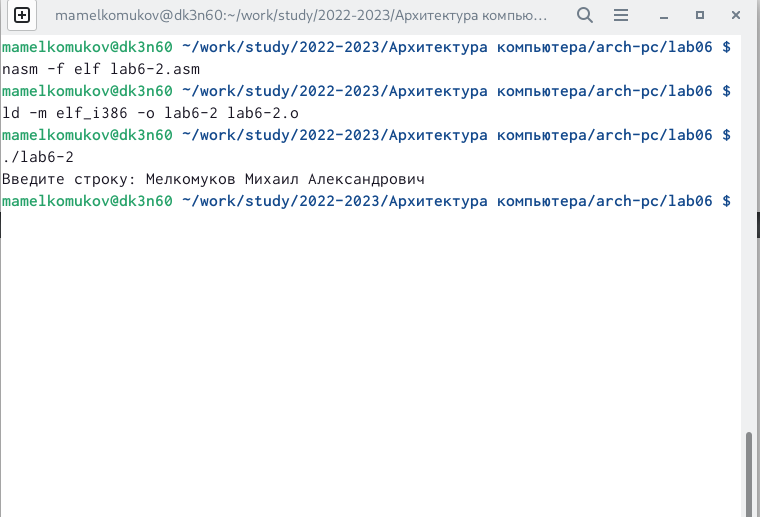 mamelkomukov@dk3n60:~/work/study/2022-2023/Архитектура компью...
mamelkomukov@dk3n60 ~/work/study/2022-2023/Архитектура компьютера/arch-pc/lab06 $
nasm -f elf lab6-2.asm
mamelkomukov@dk3n60 ~/work/study/2022-2023/Архитектура компьютера/arch-pc/lab06 $
ld -m elf_i386 -o lab6-2 lab6-2.o
mamelkomukov@dk3n60 ~/work/study/2022-2023/Архитектура компьютера/arch-pc/lab06 $
./lab6-2
Введите строку: Мелкомуков Михаил Александрович
mamelkomukov@dk3n60 ~/work/study/2022-2023/Архитектура компьютера/arch-pc/lab06 $